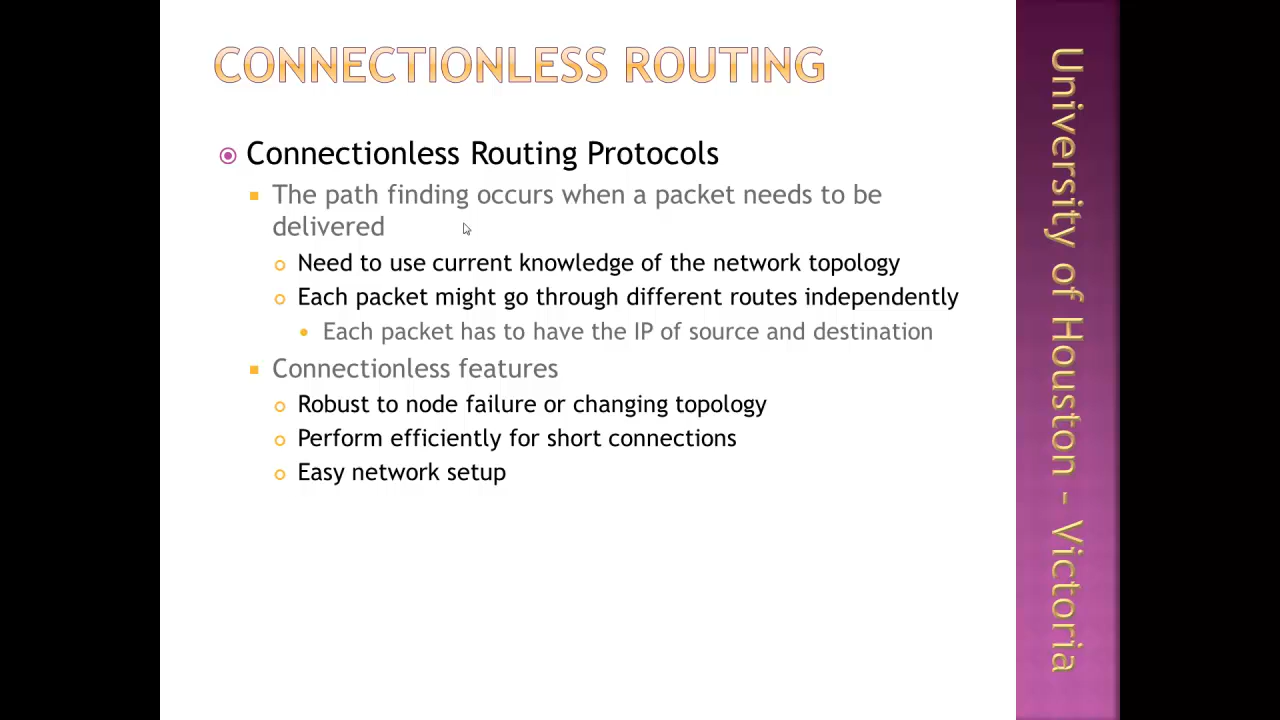 CONNECTIONLESS ROUTING
Connectionless Routing Protocols
The path finding occurs when a packet needs to be
delivered
Need to use current knowledge of the network topology
Each packet might go through different routes independently
Each packet has to have the IP of source and destination
Connectionless features
Robust to node failure or changing topology
Perform efficiently for short connections
Easy network setup
University of Houston - Victoria